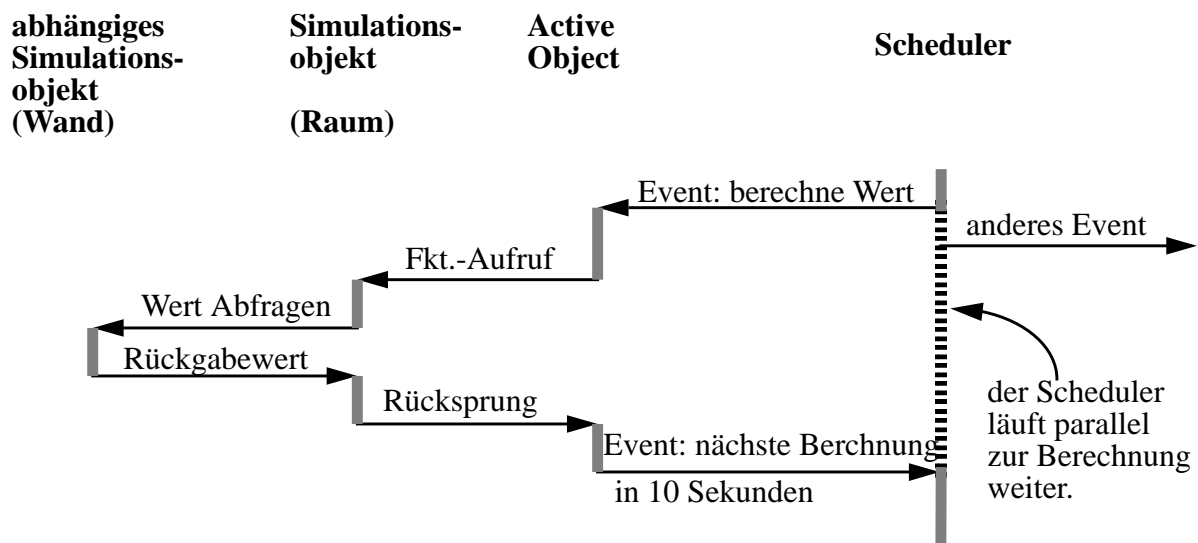 abhängiges
Simulations-
objekt
(Wand)
Simulations-
objekt
(Raum)
Active
Object
Scheduler
Event: berechne Wert
anderes Event
Fkt.-Aufruf
Wert Abfragen
Rückgabewert
Rücksprung
Event: nächste Berchnung
in 10 Sekunden
der Scheduler
läuft parallel
zur Berechnung
weiter.